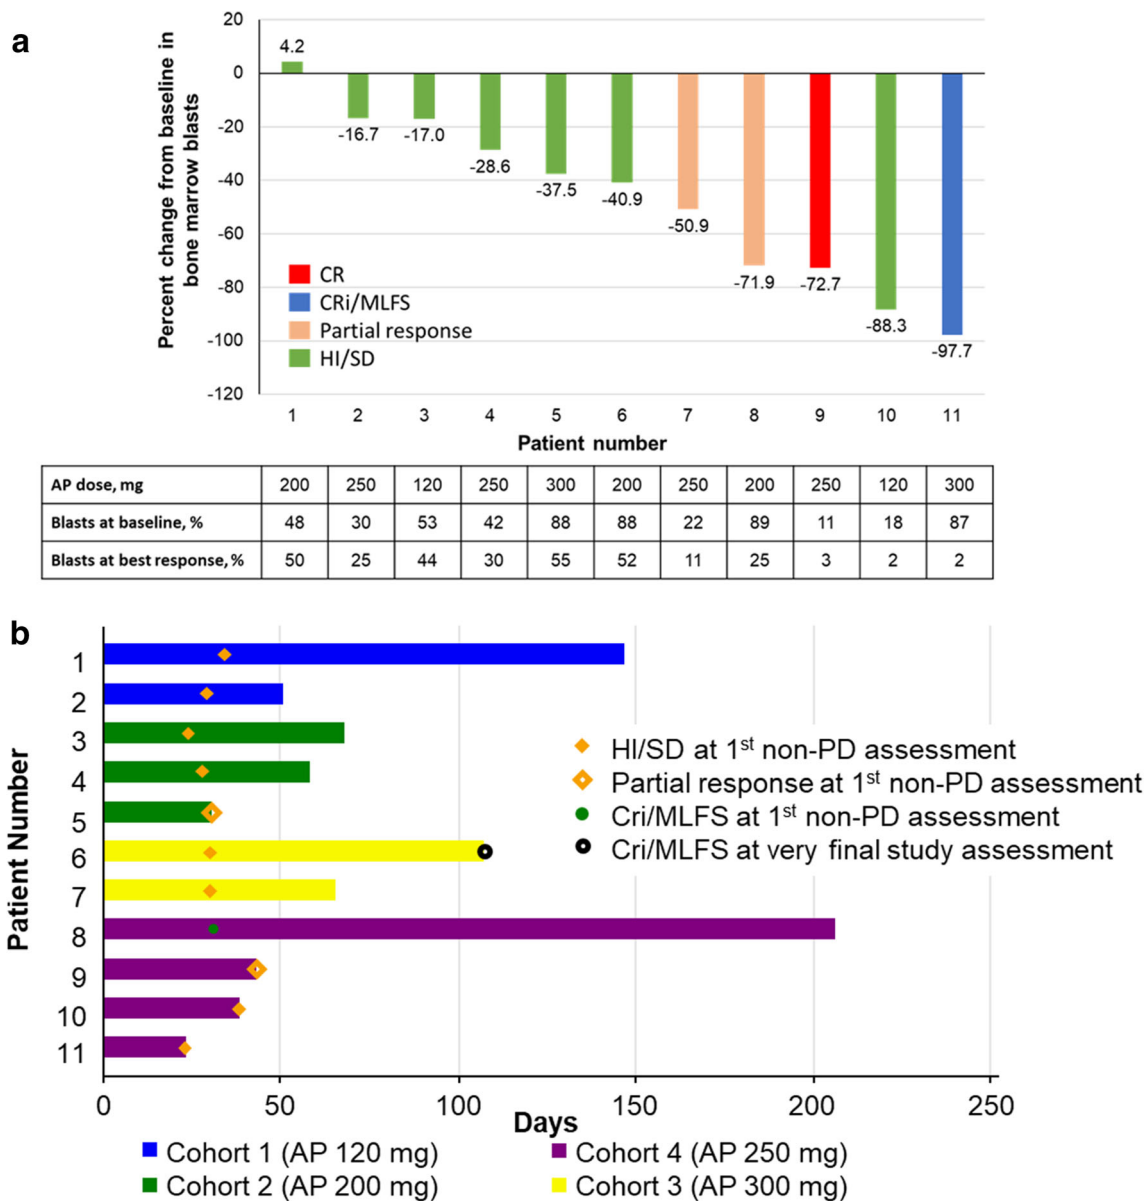 a
Percent change from baseline in
bone marrow blasts
20
0
-20
-40
-60
-80
-100
-120
4.2
-16.7
-17.0
-28.6
-37.5
-40.9
-50.9
-71.9
-72.7
-88.3
-97.7
CR
CRi/MLFS
Partial response
HI/SD
1 2 3 4 5 6 7 8 9 10 11
Patient number
AP dose, mg 200 250 120 250 300 200 250 200 250 120 300
Blasts at baseline, % 48 30 53 42 88 88 22 89 11 18 87
Blasts at best response, % 50 25 44 30 55 52 11 25 3 2 2
b
Patient Number
1
2
3
4
5
6
7
8
9
10
11
HI/SD at 1st non-PD assessment
Partial response at 1st non-PD assessment
Cri/MLFS at 1st non-PD assessment
Cri/MLFS at very final study assessment
0 50 100 150 200 250
Days
Cohort 1 (AP 120 mg) Cohort 4 (AP 250 mg)
Cohort 2 (AP 200 mg) Cohort 3 (AP 300 mg)